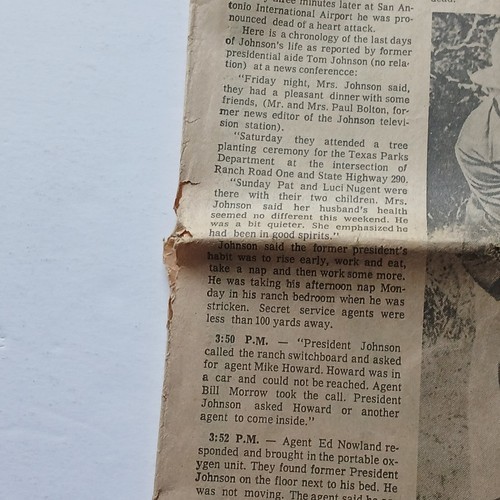 three minutes later at San An-
tonio International Airport he was pro-
nounced dead of a heart attack.
Here is a chronology of the last days
of Johnson's life as reported by former
presidential aide Tom Johnson (no rela-
tion) at a news conferencce:
"Friday night, Mrs. Johnson said,
they had a pleasant dinner with some
friends, (Mr. and Mrs. Paul Bolton, for-
mer news editor of the Johnson televi-
sion station).
"Saturday they attended a tree
planting ceremony for the Texas Parks
Department at the intersection of
Ranch Road One and State Highway 290.
"Sunday Pat and Luci Nugent were
there with their two children. Mrs.
Johnson said her husband's health
seemed no different this weekend. He
was a bit quieter. She emphasized he
had been in good spirits."
Johnson said the former president's
habit was to rise early, work and eat,
take a nap and then work some more.
He was taking his afternoon nap Mon-
day in his ranch bedroom when he was
stricken. Secret service agents were
less than 100 yards away.
3:50 P.M. — "President Johnson
called the ranch switchboard and asked
for agent Mike Howard. Howard was in
a car and could not be reached. Agent
Bill Morrow took the call. President
Johnson asked Howard or another
agent to come inside."
3:52 P.M. — Agent Ed Nowland re-
sponded and brought in the portable ox-
ygen unit. They found former President
Johnson on the floor next to his bed. He
was not moving. The agent said he